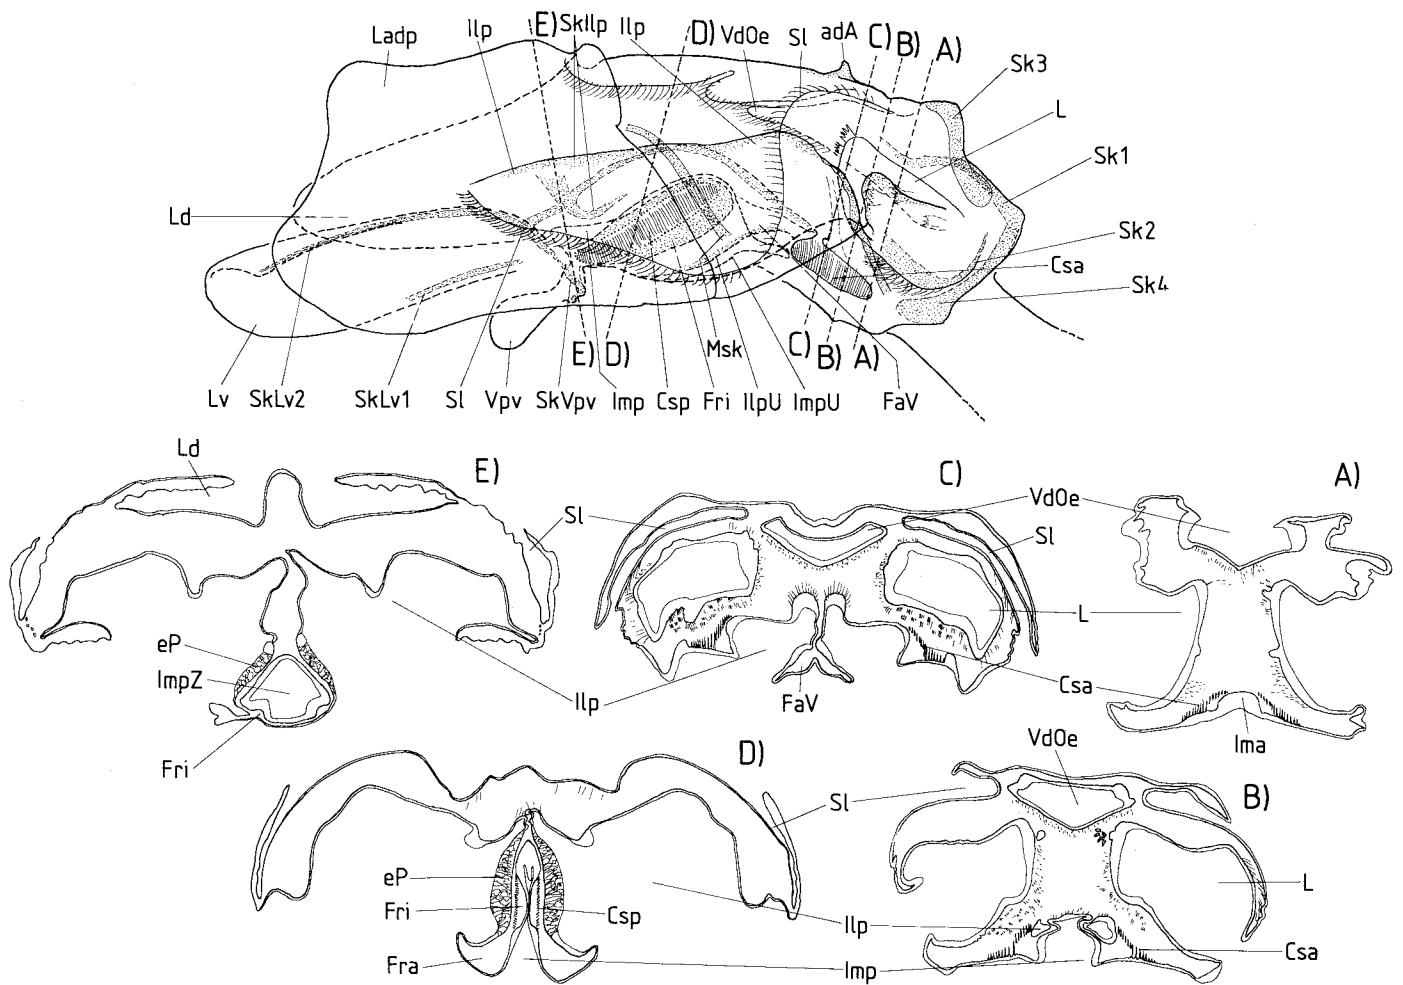 Ladp
Ilp
E)
SkIlp
Ilp
D)
VdOe
Sl
adA
C)
B)
A)
Sk3
L
Sk1
Ld
Sk2
Csa
Sk4
E)
D)
Msk
C)
B)
A)
Lv
SkLv2
SkLv1
Sl
Vpv
SkVpv
Imp
Csp
Fri
IlpU
ImpU
FaV
Ld
E)
Sl
C)
VdOe
A)
Sl
L
eP
ImpZ
Ilp
FaV
Csa
Ima
Fri
D)
VdOe
B)
Sl
eP
Fri
Csp
L
Ilp
Csa
Fra
Imp